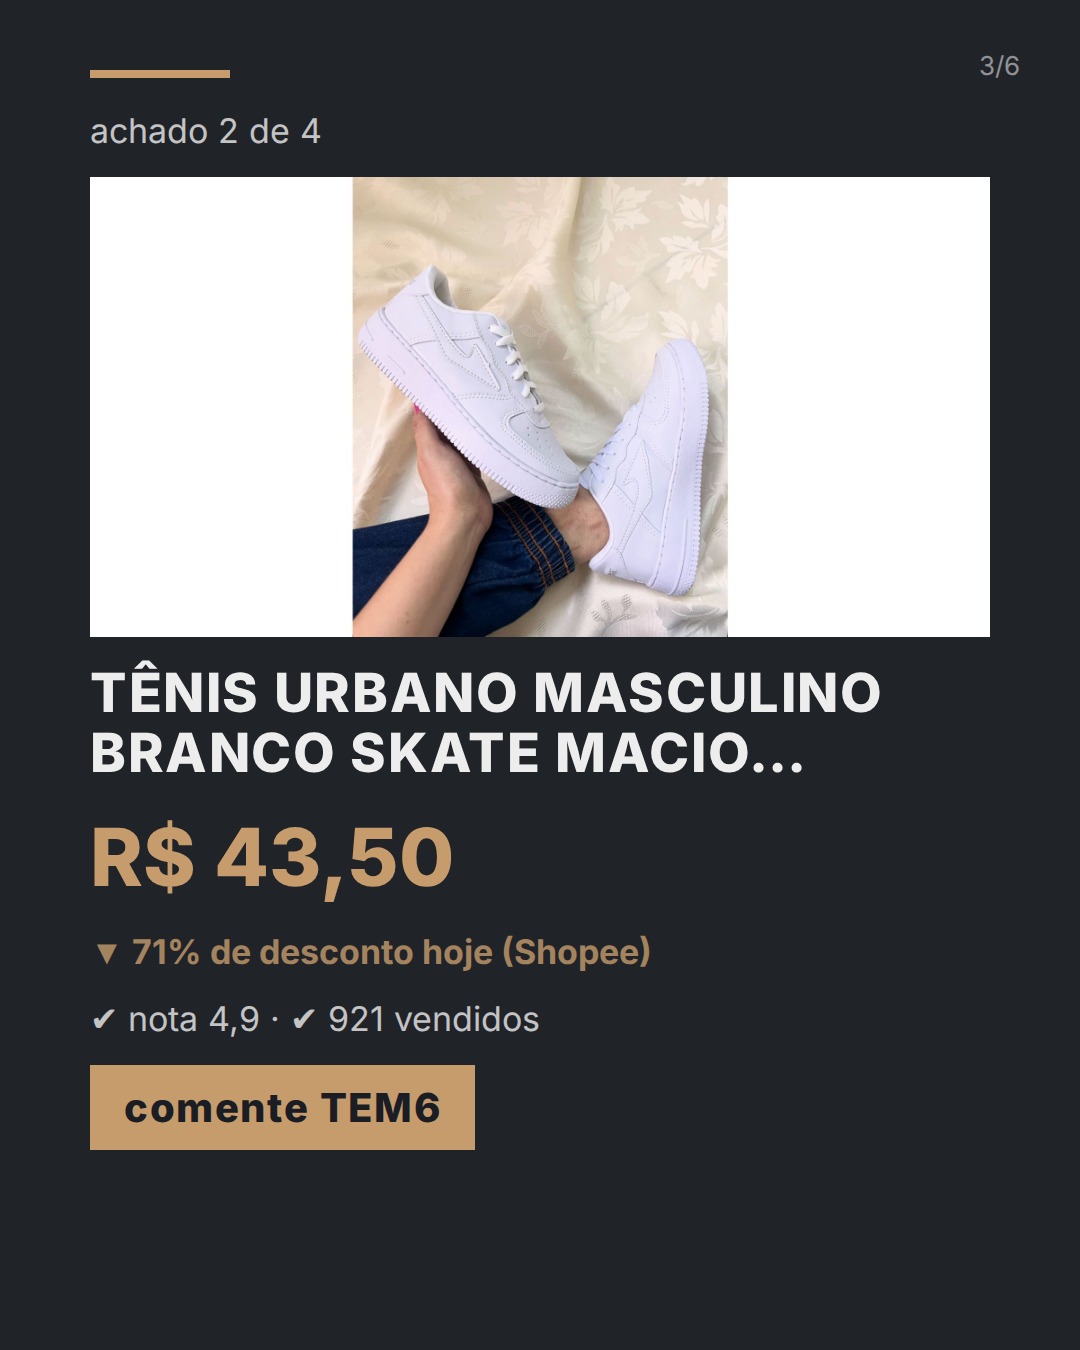 3/6
achado 2 de 4
TÊNIS URBANO MASCULINO
BRANCO SKATE MACIO...
R$ 43,50
▼ 71% de desconto hoje (Shopee)
✔ nota 4,9 · ✔ 921 vendidos
comente TEM6